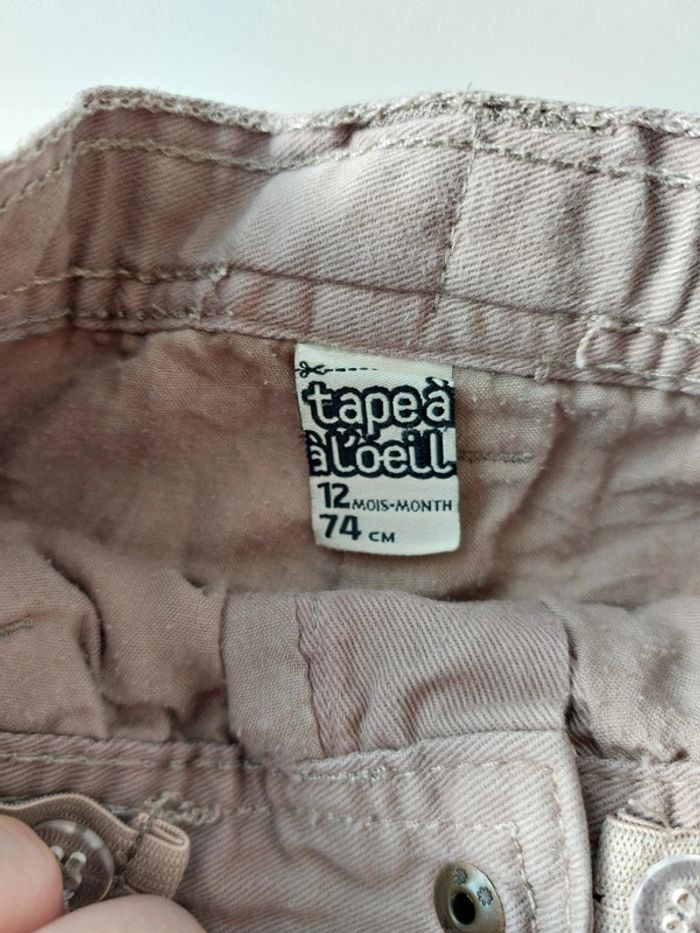 tape à
à l'oeil
12 MOIS-MONTH
74 CM